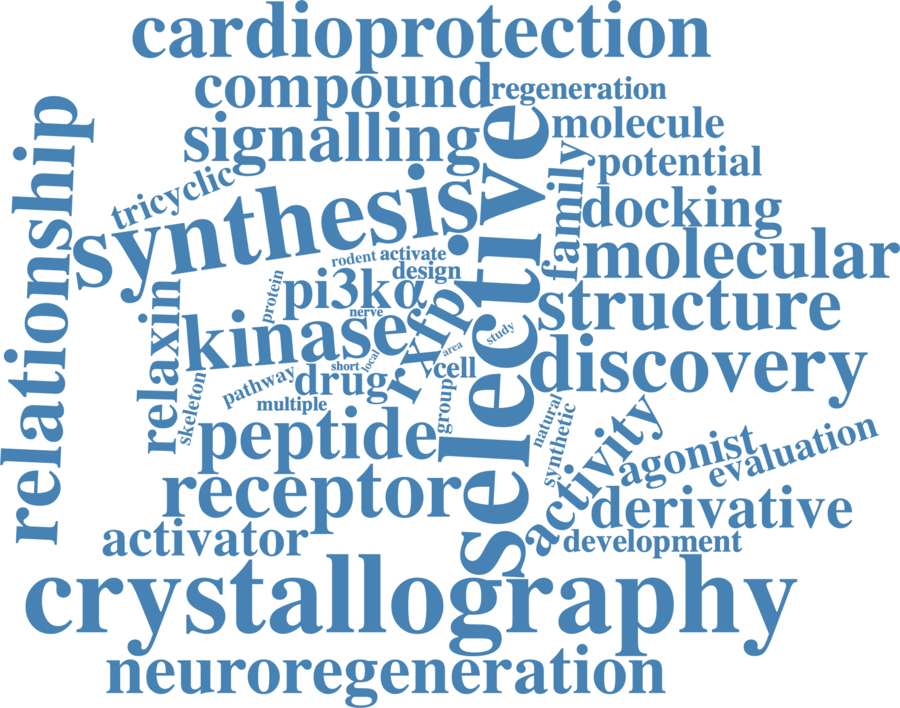 cardioprotection
compound
regeneration
signalling
molecule
selective
relationship
potential
family
tricyclic
synthesis
docking
molecular
rodent
activate
design
protein
pi3kα
nerve
structure
relaxin
kinase
rxfp
study
area
local
short
discovery
cell
drug
pathway
skeleton
multiple
group
natural
synthetic
peptide
activity
agonist
evaluation
receptor
derivative
activator
development
crystallography
neuroregeneration